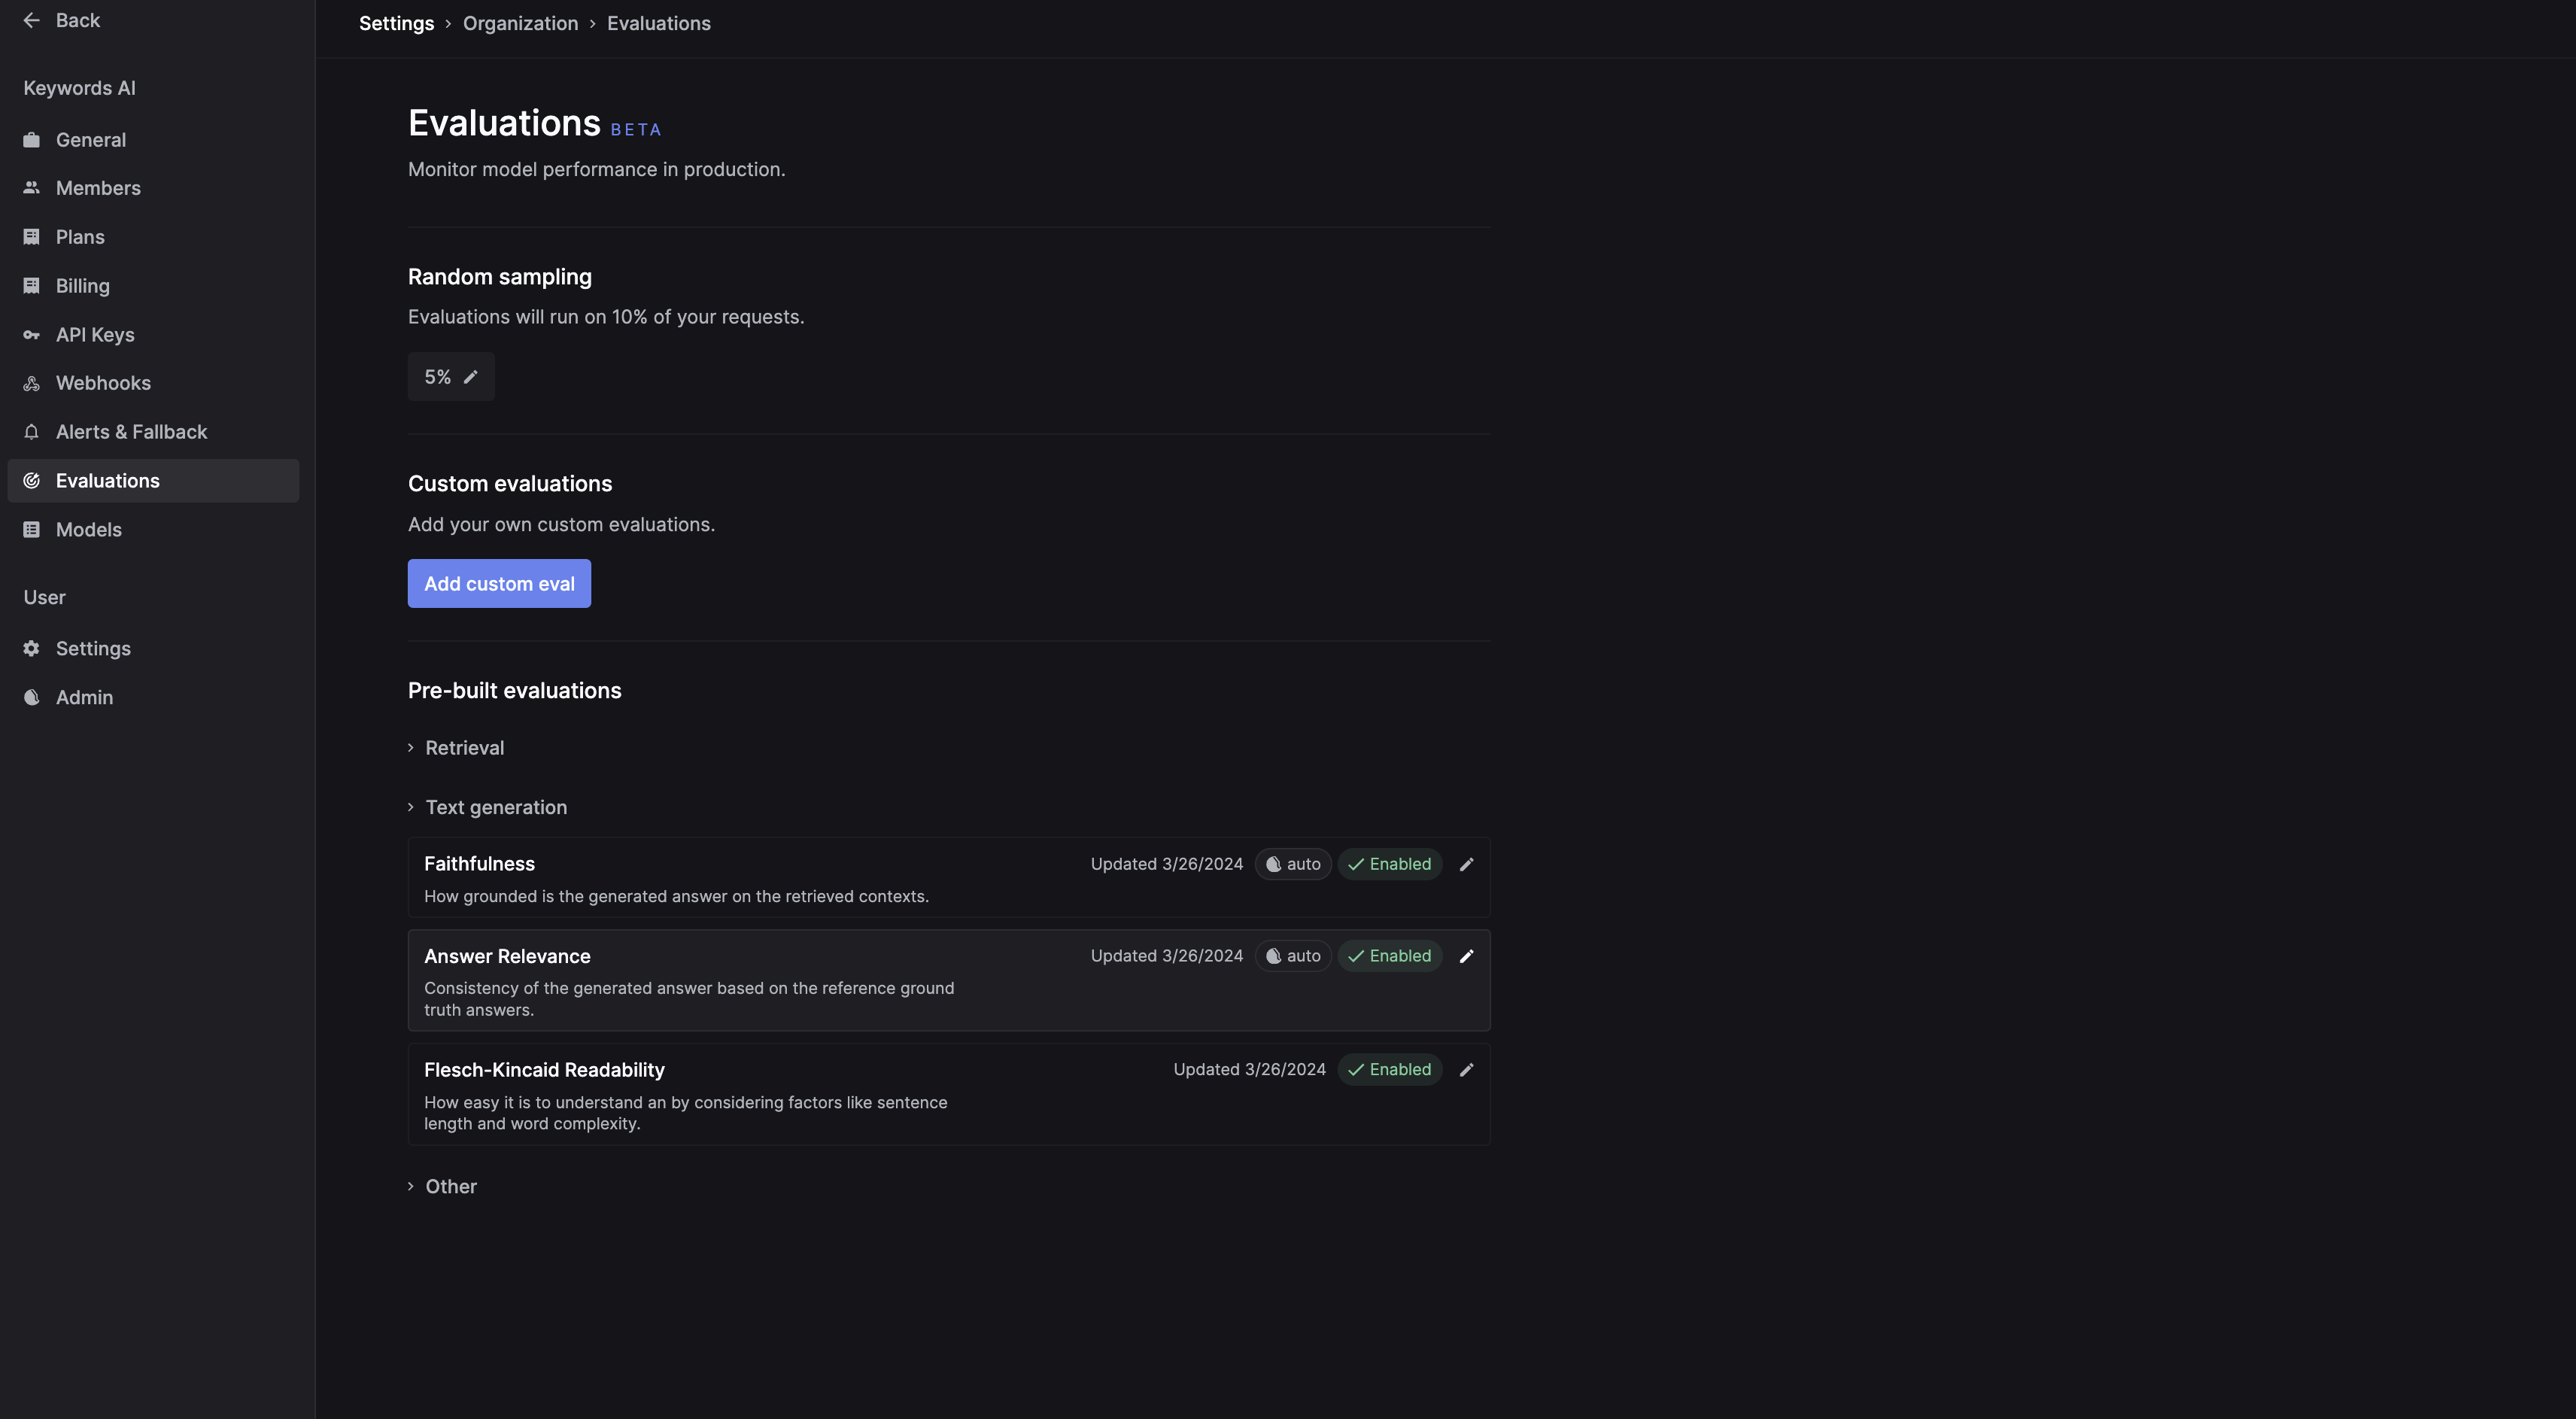 Back
Keywords AI
General
Members
Plans
Billing
API Keys
Webhooks
Alerts & Fallback
Evaluations
Models
User
Settings
Admin
Settings › Organization › Evaluations
Evaluations BETA
Monitor model performance in production.
Random sampling
Evaluations will run on 10% of your requests.
5%
Custom evaluations
Add your own custom evaluations.
Add custom eval
Pre-built evaluations
Retrieval
Text generation
Faithfulness Updated 3/26/2024 auto Enabled
How grounded is the generated answer on the retrieved contexts.
Answer Relevance Updated 3/26/2024 auto Enabled
Consistency of the generated answer based on the reference ground
truth answers.
Flesch-Kincaid Readability Updated 3/26/2024 Enabled
How easy it is to understand an by considering factors like sentence
length and word complexity.
Other